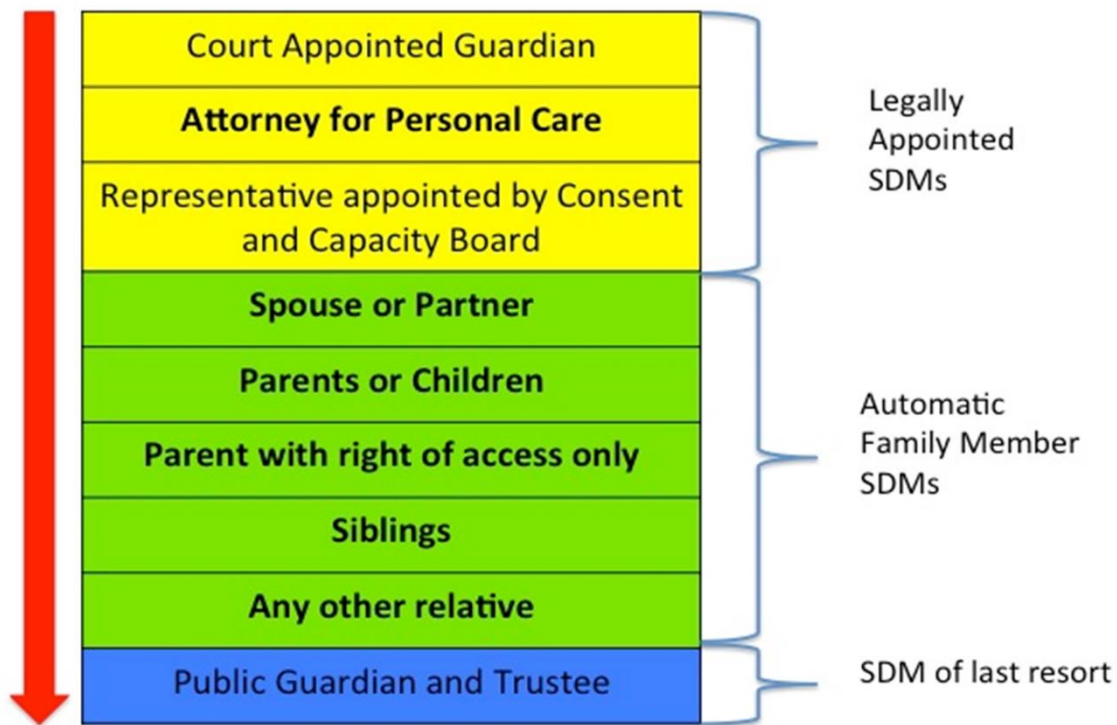 Court Appointed Guardian
Attorney for Personal Care
Representative appointed by Consent
and Capacity Board
Spouse or Partner
Parents or Children
Parent with right of access only
Siblings
Any other relative
Public Guardian and Trustee
Legally
Appointed
SDMs
Automatic
Family Member
SDMs
SDM of last resort